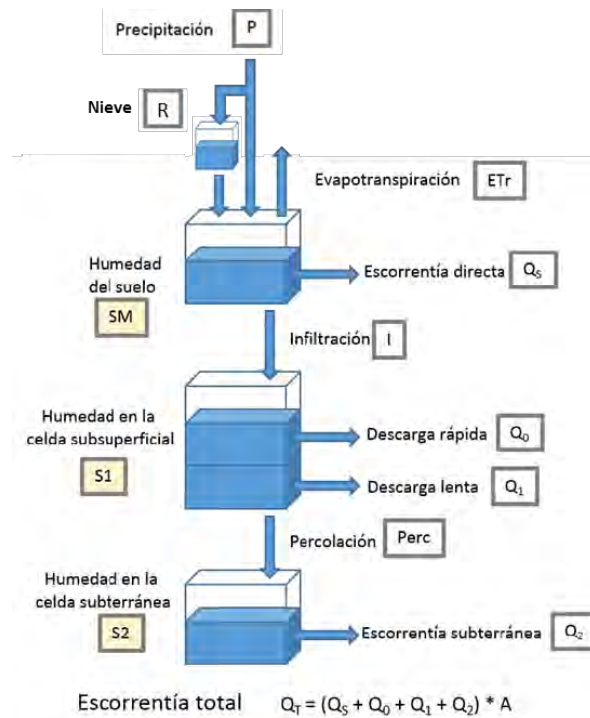 Precipitación P
Nieve R
Evapotranspiración ETr
Humedad
del suelo
SM
Escorrentía directa QS
Infiltración I
Humedad en la
celda subsuperficial
S1
Descarga rápida Q0
Descarga lenta Q1
Percolación Perc
Humedad en la
celda subterránea
S2
Escorrentía subterránea Q2
Escorrentía total QT = (QS + Q0 + Q1 + Q2) * A